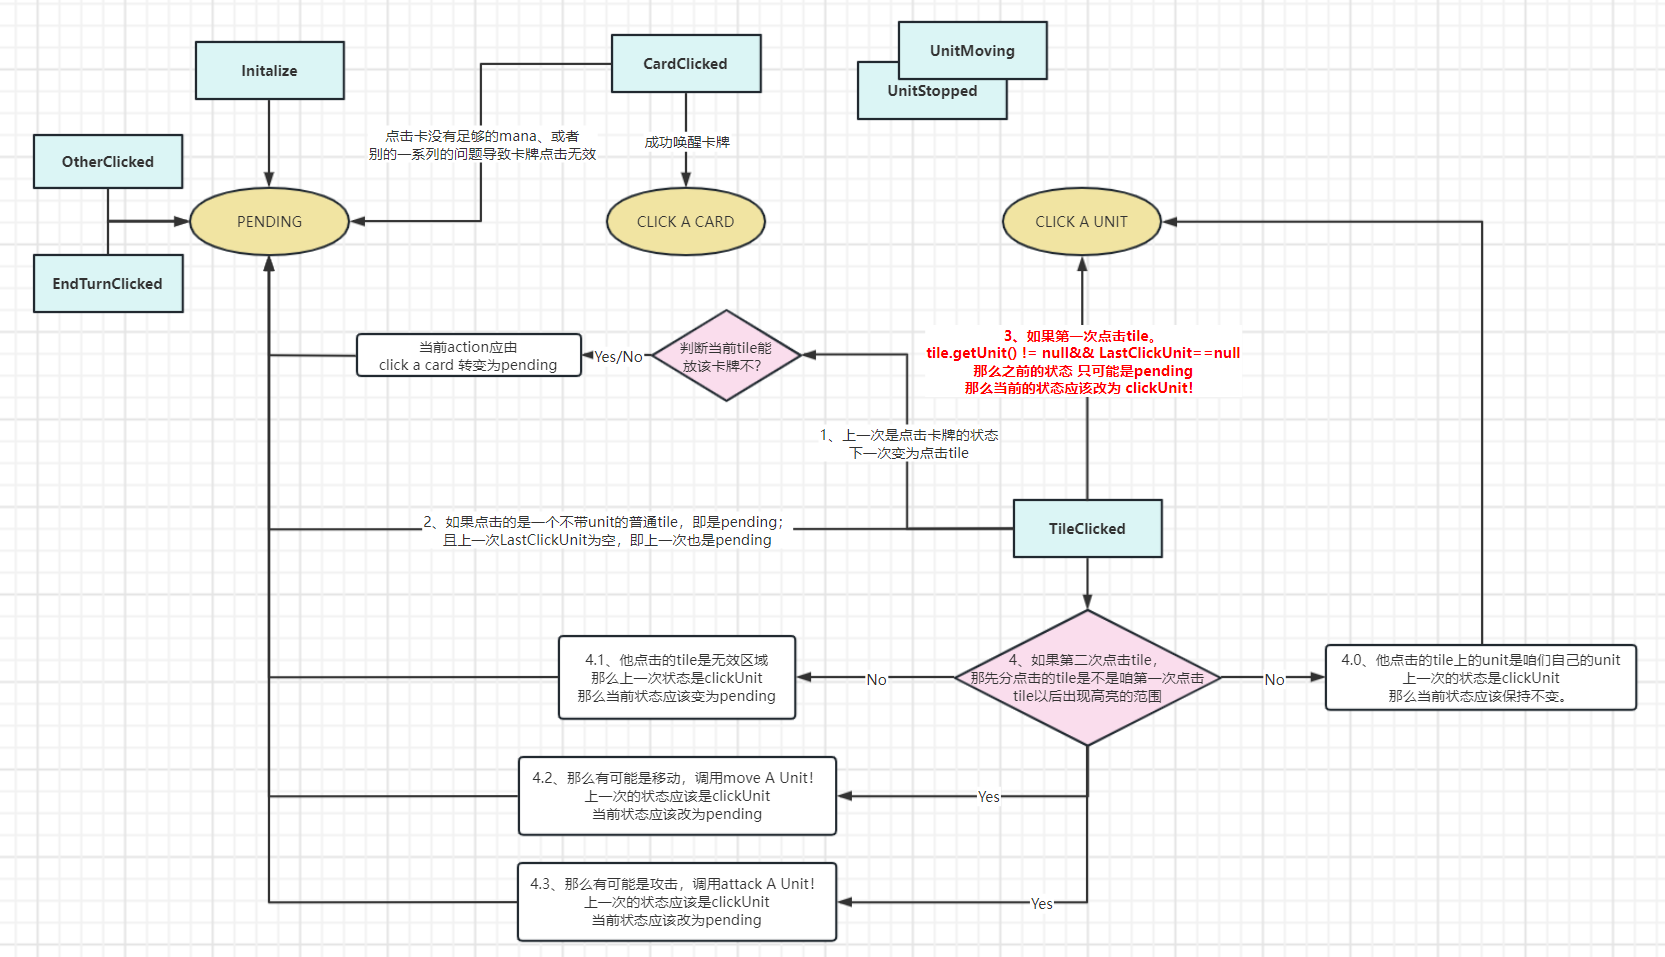 UnitMoving
UnitStopped
CardClicked
Initalize
点击卡没有足够的mana、或者
别的一系列的问题导致卡牌点击无效
成功唤醒卡牌
OtherClicked
PENDING
CLICK A CARD
CLICK A UNIT
EndTurnClicked
3、如果第一次点击tile。
tile.getUnit() != null&& LastClickUnit==null
那么之前的状态 只可能是pending
那么当前的状态应该改为 clickUnit！
当前action应由
click a card 转变为pending
Yes/No
判断当前tile能
放该卡牌不？
1、上一次是点击卡牌的状态
下一次变为点击tile
2、如果点击的是一个不带unit的普通tile，即是pending；
且上一次LastClickUnit为空，即上一次也是pending
TileClicked
4.1、他点击的tile是无效区域
那么上一次状态是clickUnit
那么当前状态应该变为pending
No
4、如果第二次点击tile，
那先分点击的tile是不是咱第一次点击
tile以后出现高亮的范围
No
4.0、他点击的tile上的unit是咱们自己的unit
上一次的状态是clickUnit
那么当前状态应该保持不变。
4.2、那么有可能是移动，调用move A Unit！
上一次的状态应该是clickUnit
当前状态应该改为pending
Yes
4.3、那么有可能是攻击，调用attack A Unit！
上一次的状态应该是clickUnit
当前状态应该改为pending
Yes